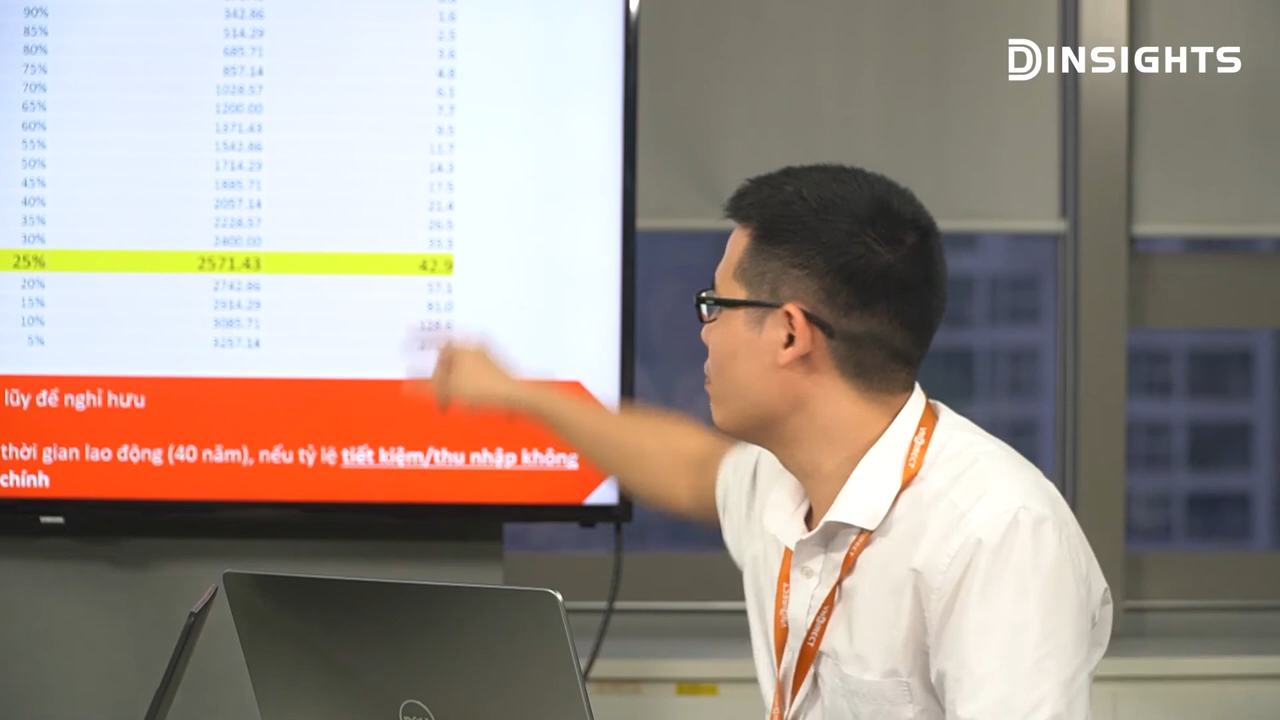 DINSIGHTS
90% 342.86 1.6
85% 514.29 2.5
80% 685.71 3.6
75% 857.14 4.8
70% 1028.57 6.1
65% 1200.00 7.7
60% 1371.43 9.5
55% 1542.86 11.7
50% 1714.29 14.3
45% 1885.71 17.5
40% 2057.14 21.4
35% 2228.57 26.5
30% 2400.00 33.3
25% 2571.43 42.9
20% 2742.86 57.1
15% 2914.29 81.0
10% 3085.71 128.6
5% 3257.14
lũy để nghỉ hưu
thời gian lao động (40 năm), nếu tỷ lệ tiết kiệm/thu nhập không
chính
VNDIRECT
VNDIRECT